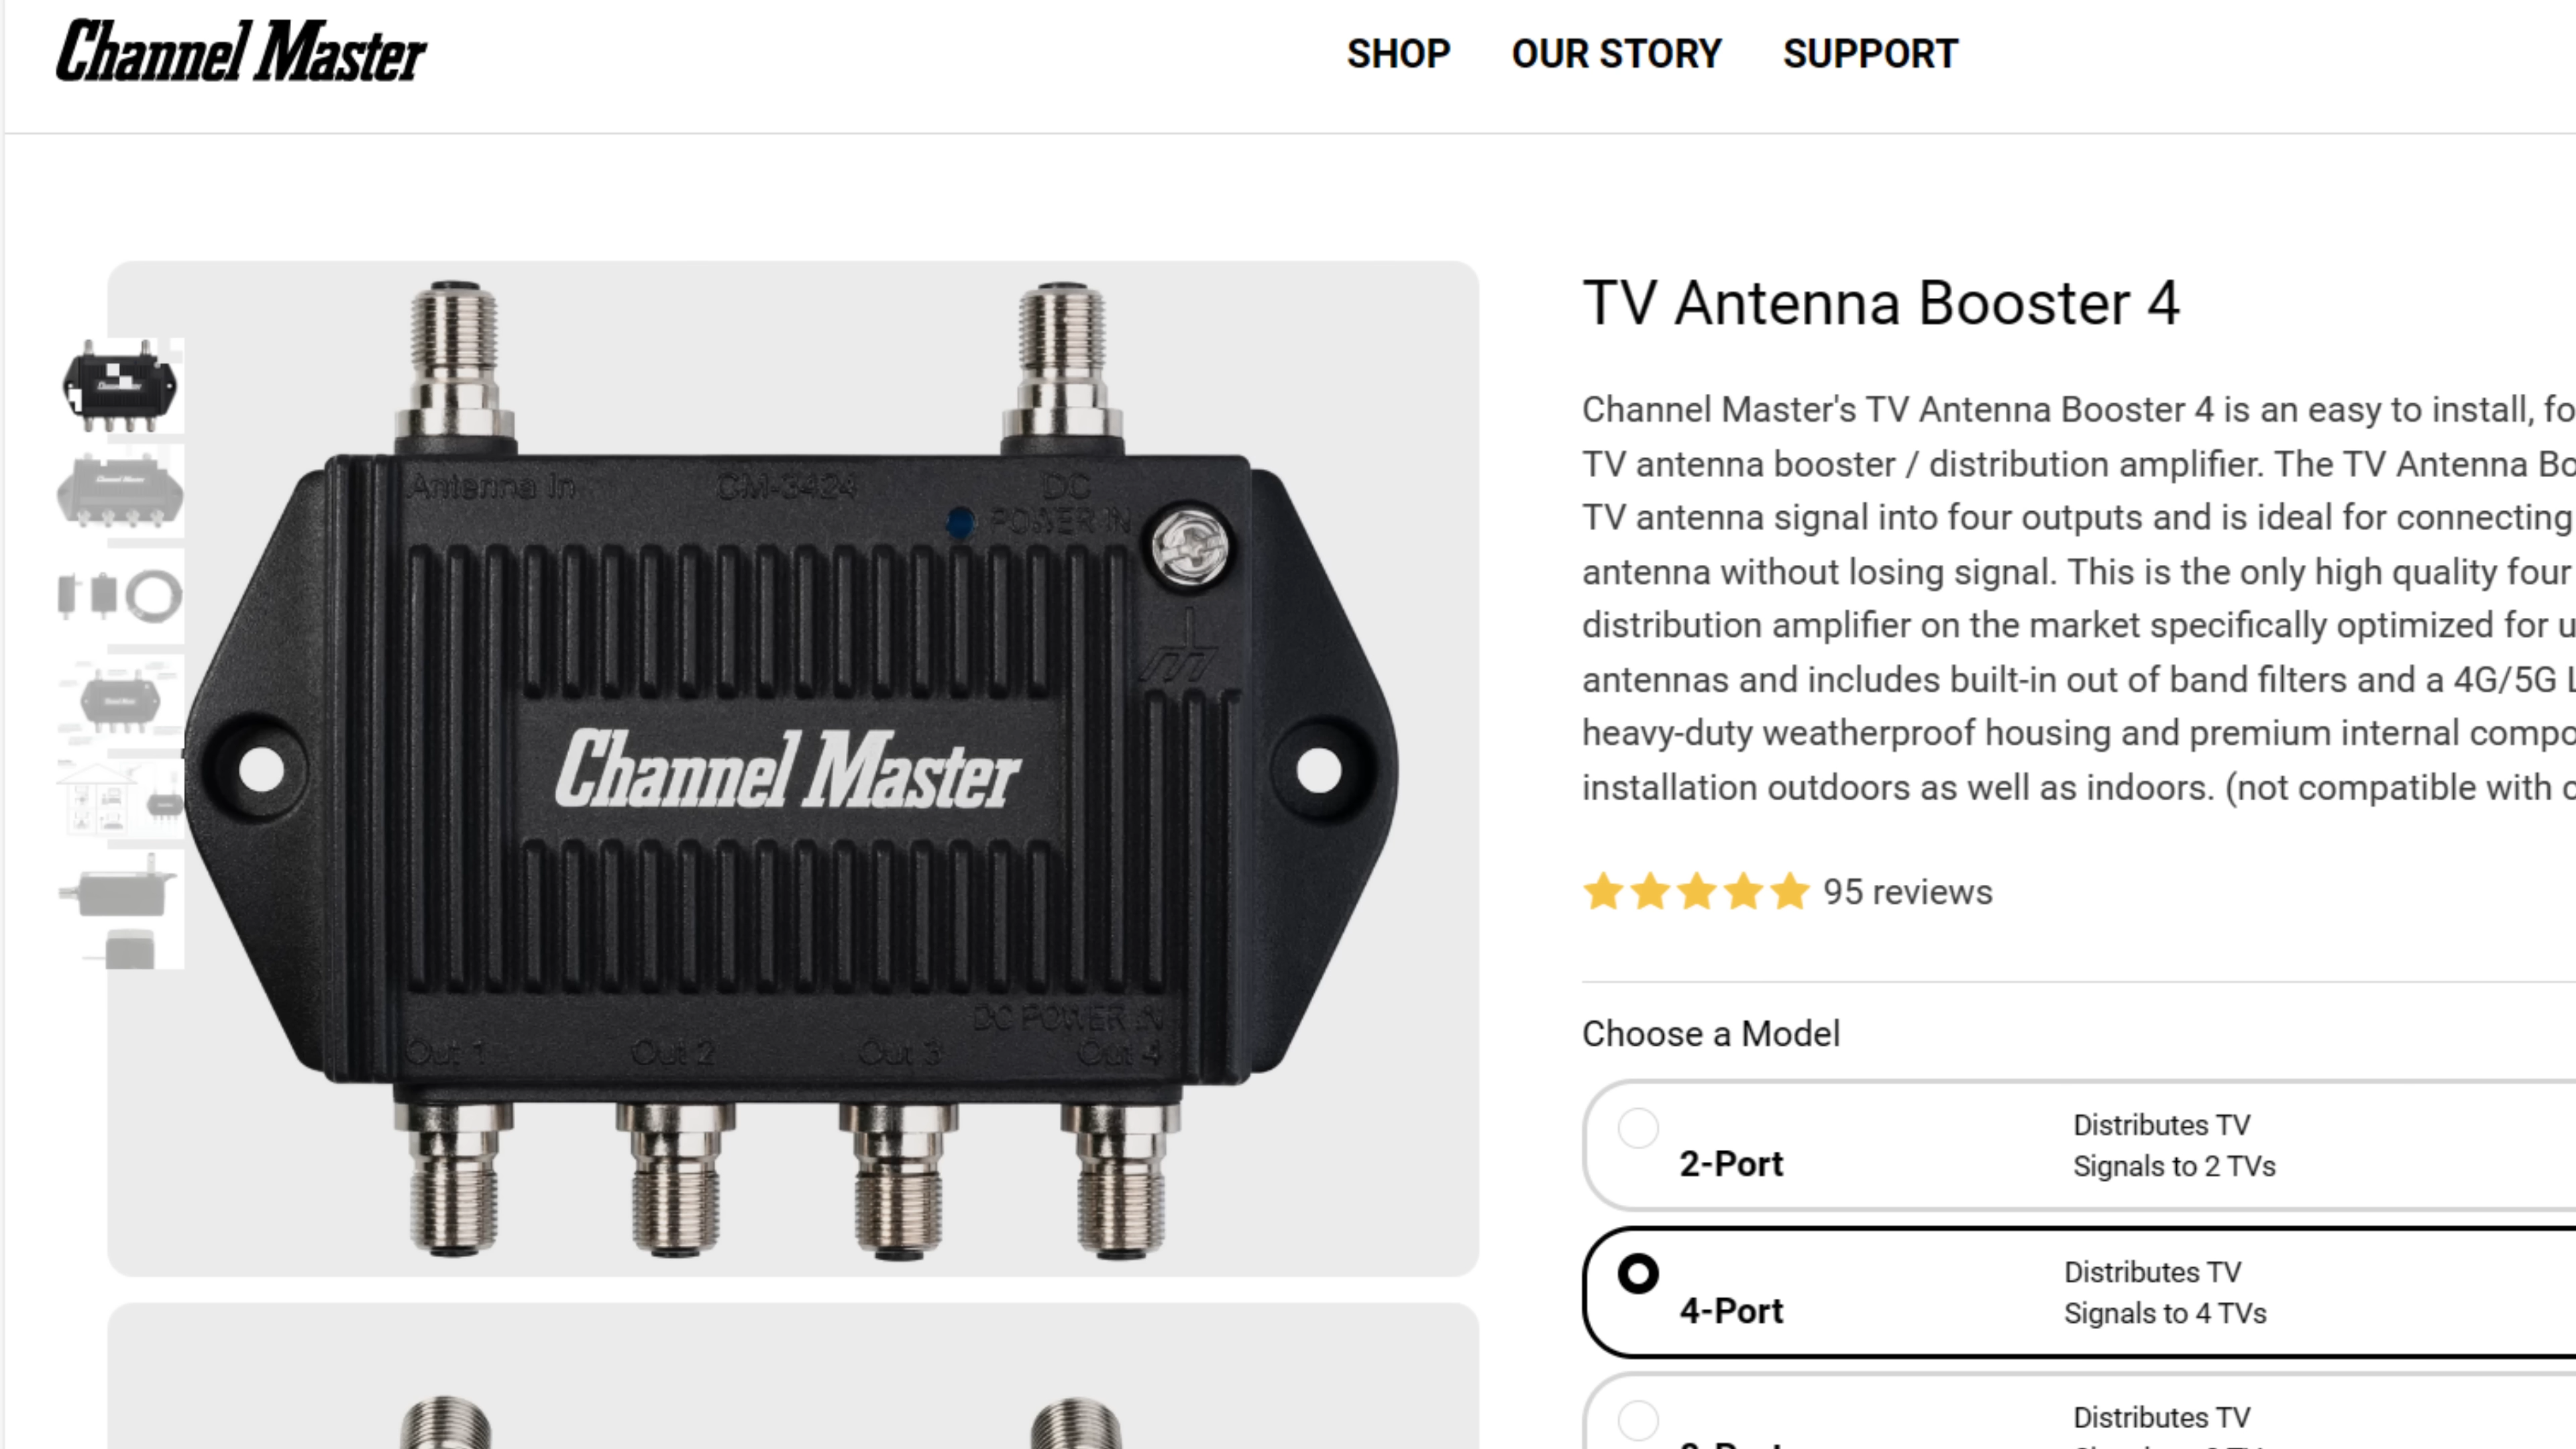 Channel Master
SHOP OUR STORY SUPPORT
Antenna In CM-3424 DC
POWER IN
Channel Master
DC POWER IN
Out 1 Out 2 Out 3 Out 4
TV Antenna Booster 4
Channel Master's TV Antenna Booster 4 is an easy to install,
TV antenna booster / distribution amplifier. The TV Antenna
TV antenna signal into four outputs and is ideal for connecting
antenna without losing signal. This is the only high quality four
distribution amplifier on the market specifically optimized for
antennas and includes built-in out of band filters and a 4G/5G
heavy-duty weatherproof housing and premium internal
installation outdoors as well as indoors. (not compatible with
95 reviews
Choose a Model
2-Port
Distributes TV
Signals to 2 TVs
4-Port
Distributes TV
Signals to 4 TVs
Distributes TV